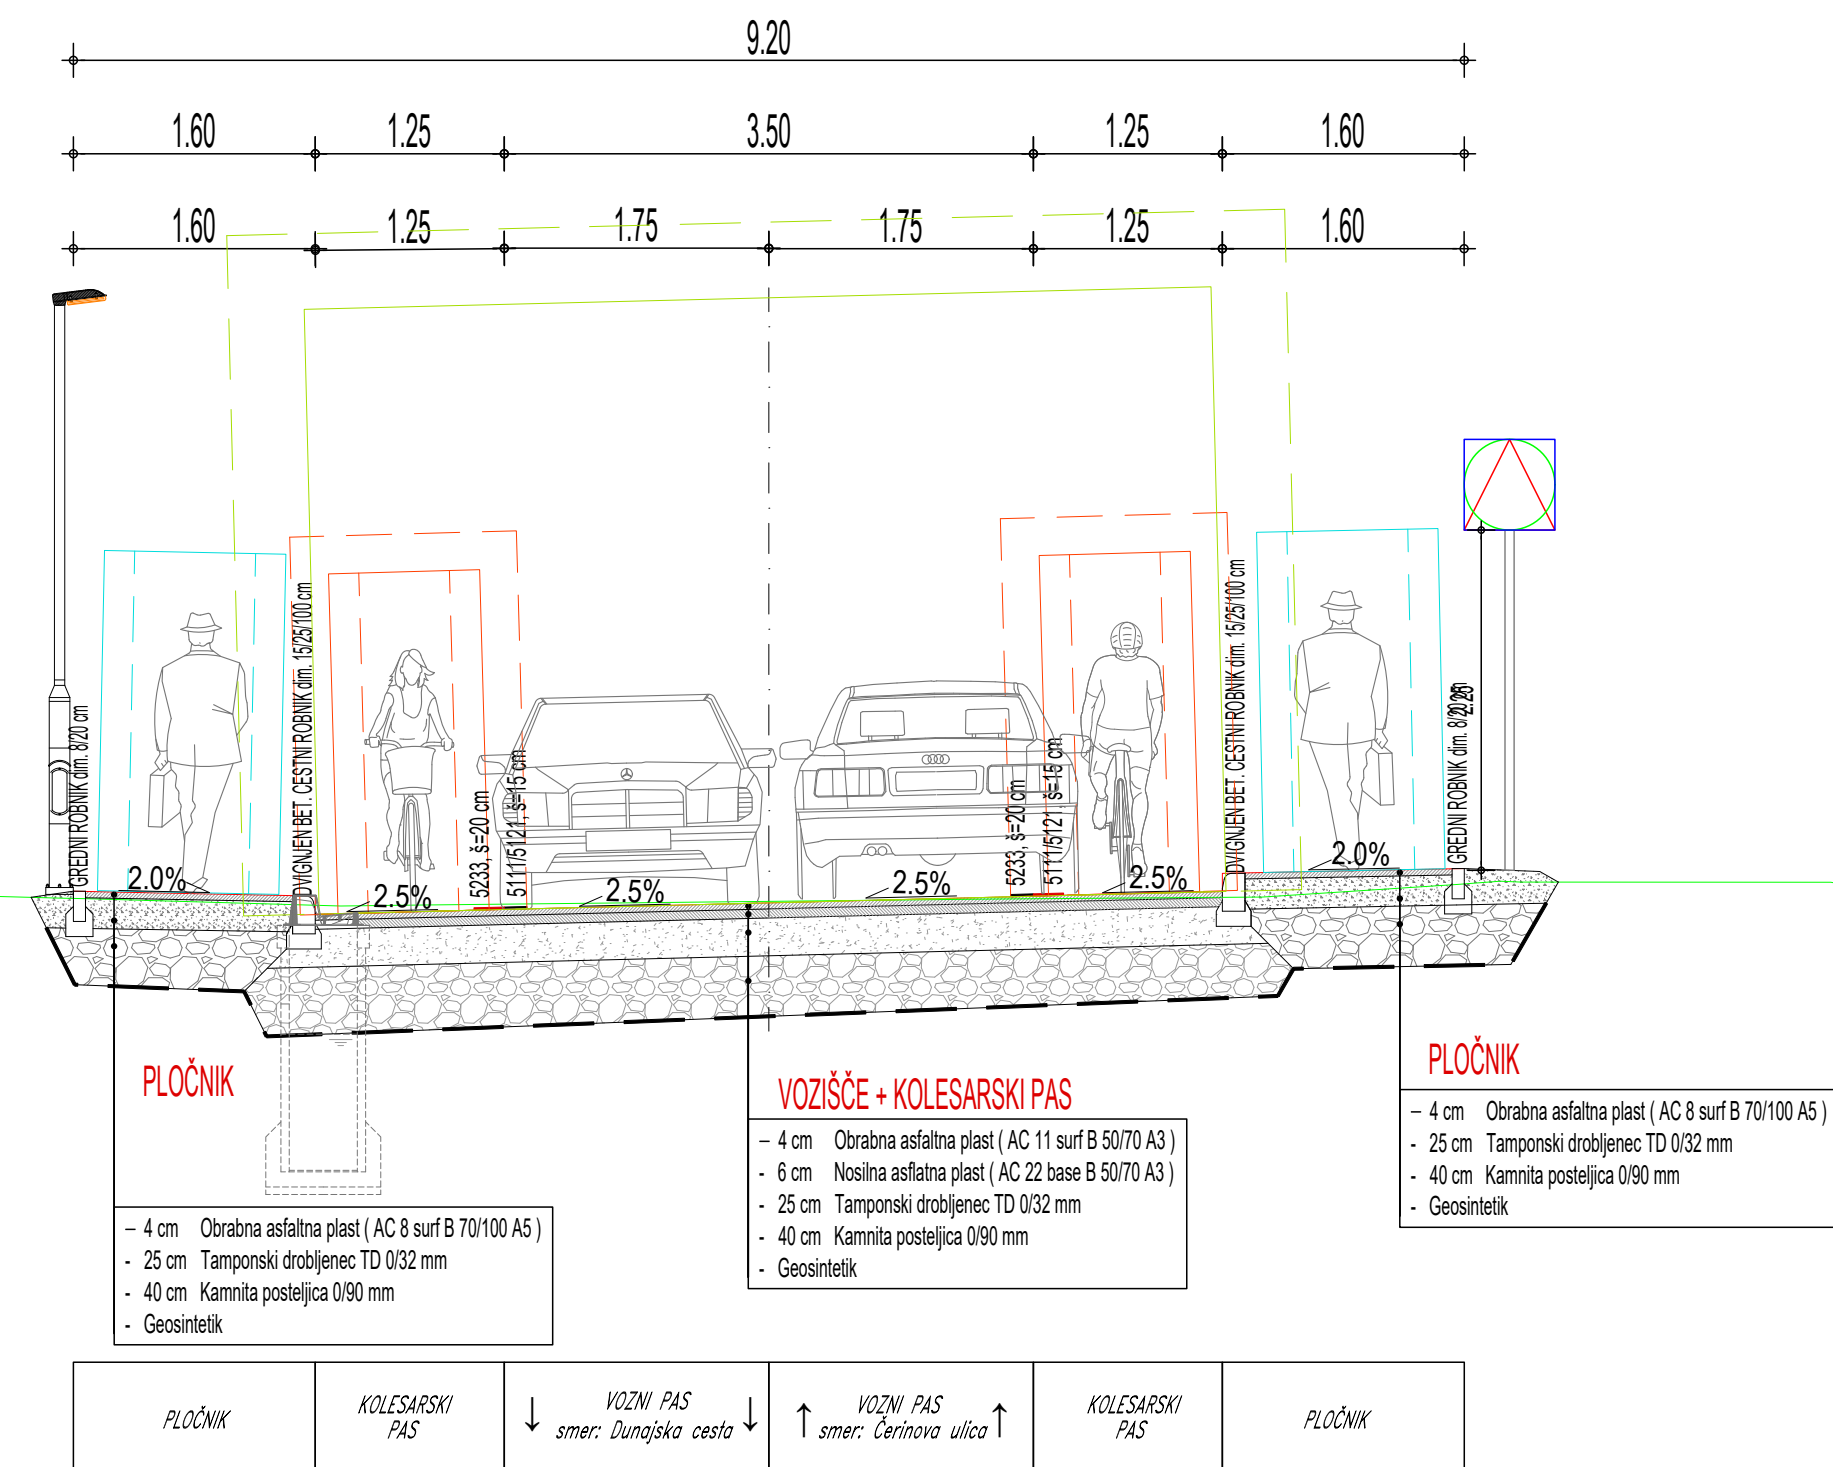 9.20
1.60 1.25 3.50 1.25 1.60
1.60 1.25 1.75 1.75 1.25 1.60
GREDNI ROBNIK dim. 8/20 cm
DVIGNJEN BET. CESTNI ROBNIK dim. 15/25/100 cm
5233, š=20 cm
5111/5121, š=15 cm
5233, š=20 cm
5111/5121, š=15 cm
DVIGNJEN BET. CESTNI ROBNIK dim. 15/25/100 cm
GREDNI ROBNIK dim. 8/20 cm
2.25
2.0% 2.5% 2.5% 2.5% 2.5% 2.0%
PLOČNIK
– 4 cm Obrabna asfaltna plast ( AC 8 surf B 70/100 A5 )
- 25 cm Tamponski drobljenec TD 0/32 mm
- 40 cm Kamnita posteljica 0/90 mm
- Geosintetik
VOZIŠČE + KOLESARSKI PAS
– 4 cm Obrabna asfaltna plast ( AC 11 surf B 50/70 A3 )
- 6 cm Nosilna asflatna plast ( AC 22 base B 50/70 A3 )
- 25 cm Tamponski drobljenec TD 0/32 mm
- 40 cm Kamnita posteljica 0/90 mm
- Geosintetik
PLOČNIK
– 4 cm Obrabna asfaltna plast ( AC 8 surf B 70/100 A5 )
- 25 cm Tamponski drobljenec TD 0/32 mm
- 40 cm Kamnita posteljica 0/90 mm
- Geosintetik
PLOČNIK
KOLESARSKI
PAS
↓ VOZNI PAS ↓
smer: Dunajska cesta
↑ VOZNI PAS ↑
smer: Čerinova ulica
KOLESARSKI
PAS
PLOČNIK